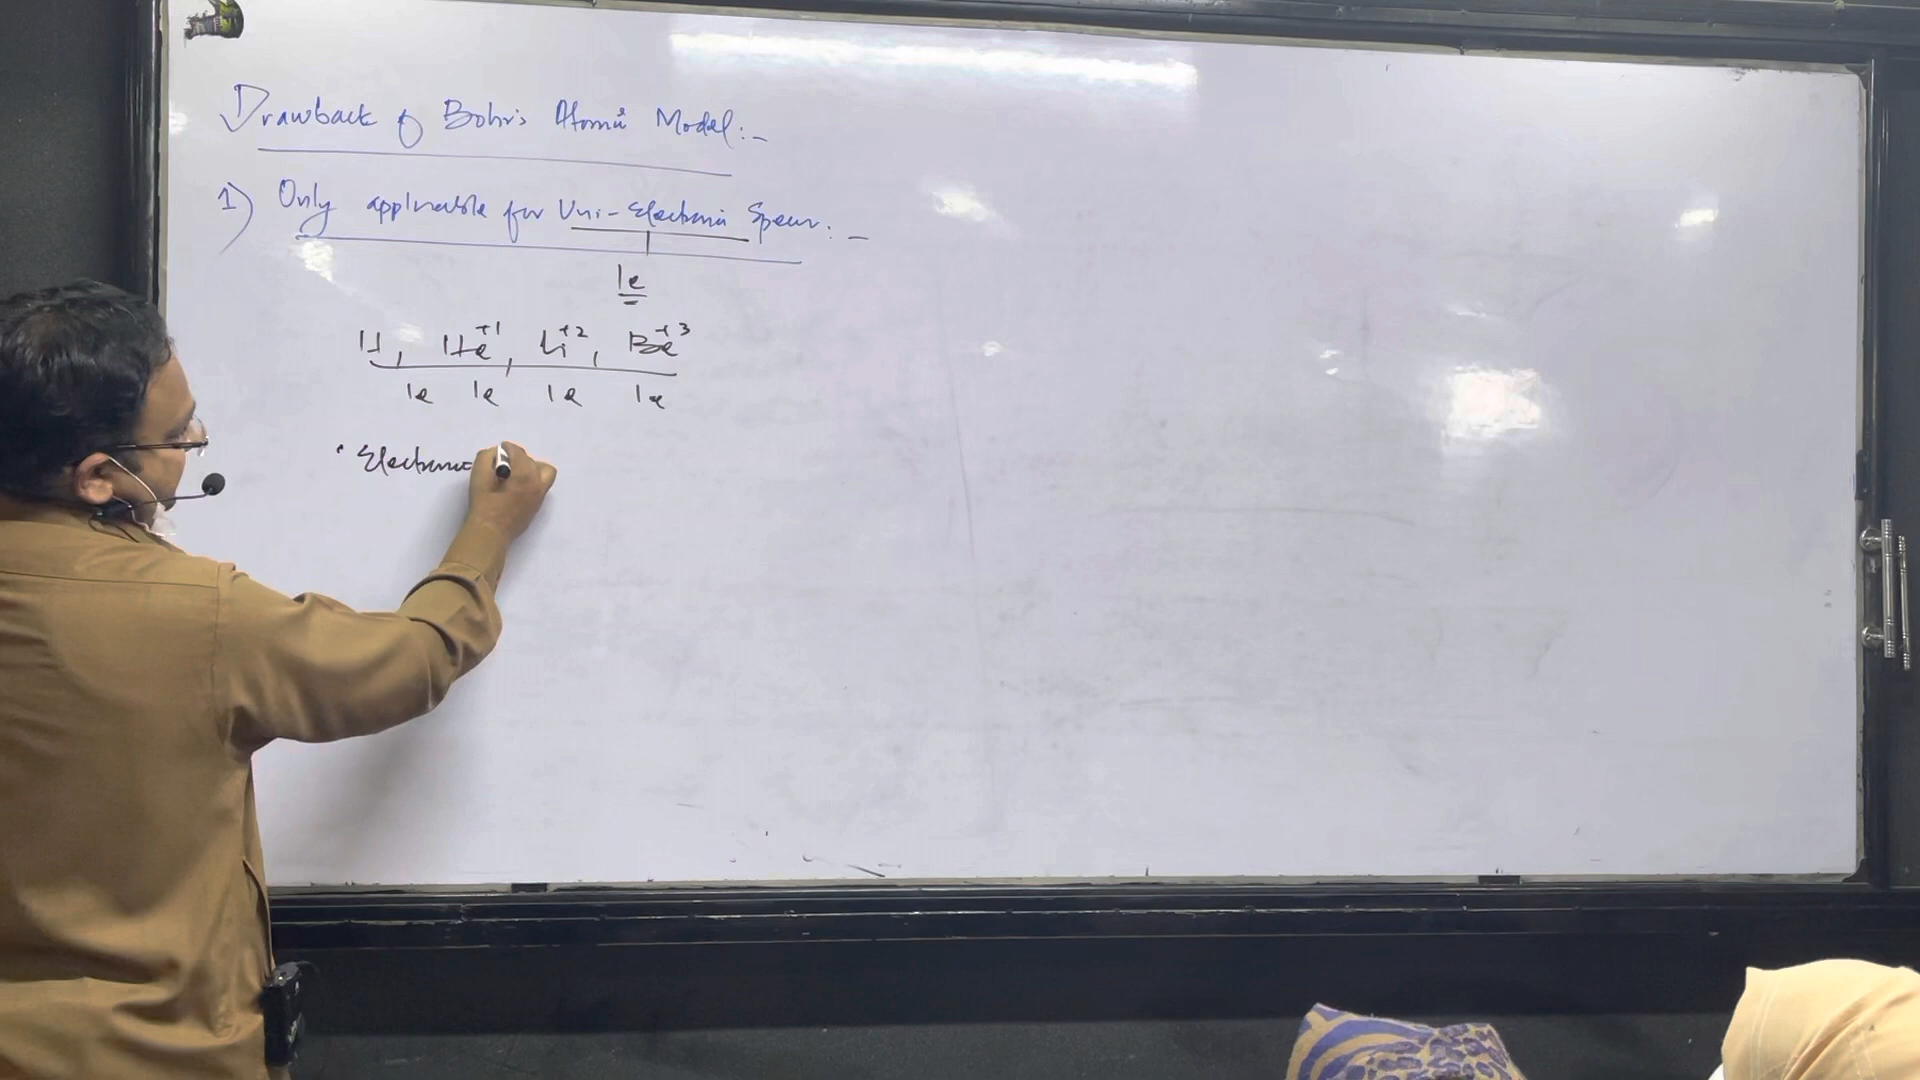 Drawback of Bohr's Atomic Model:-
1) Only applicable for Uni-Electronic Specie:-
1e
H, He+1, Li+2, Be+3
1e 1e 1e 1e
Electronic